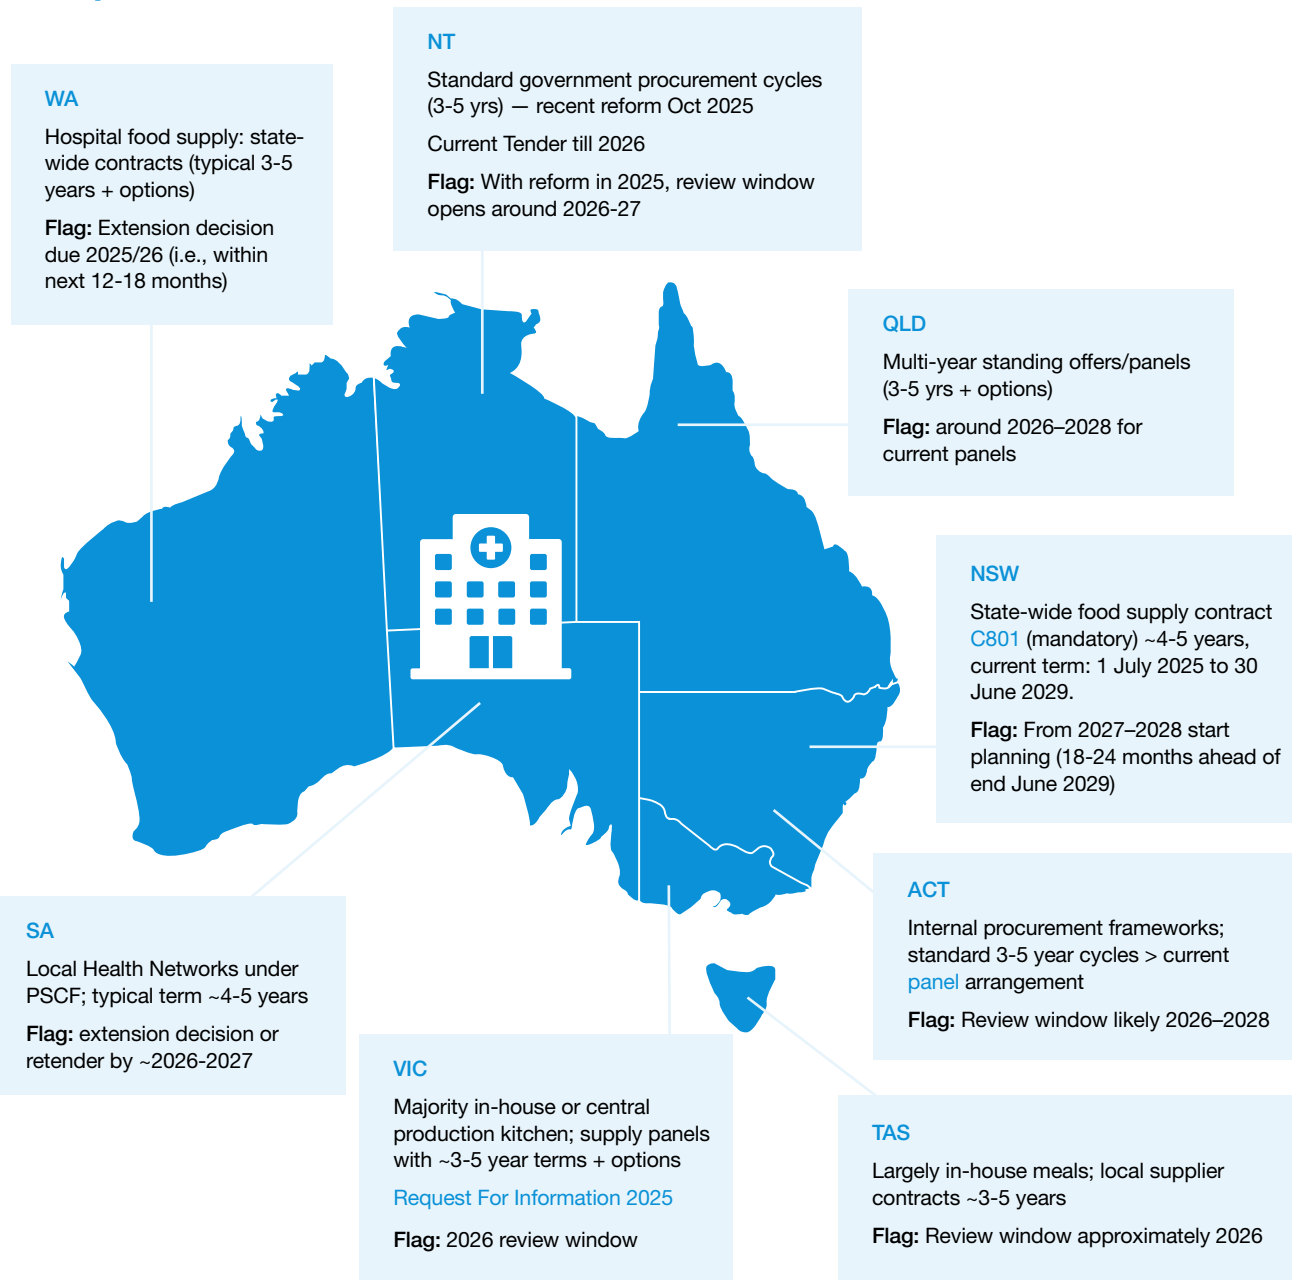 NT
Standard government procurement cycles
(3-5 yrs) — recent reform Oct 2025
Current Tender till 2026
Flag: With reform in 2025, review window
opens around 2026-27
WA
Hospital food supply: state-
wide contracts (typical 3-5
years + options)
Flag: Extension decision
due 2025/26 (i.e., within
next 12-18 months)
QLD
Multi-year standing offers/panels
(3-5 yrs + options)
Flag: around 2026–2028 for
current panels
NSW
State-wide food supply contract
C801 (mandatory) ~4-5 years,
current term: 1 July 2025 to 30
June 2029.
Flag: From 2027–2028 start
planning (18-24 months ahead of
end June 2029)
ACT
Internal procurement frameworks;
standard 3-5 year cycles > current
panel arrangement
Flag: Review window likely 2026–2028
SA
Local Health Networks under
PSCF; typical term ~4-5 years
Flag: extension decision or
retender by ~2026-2027
VIC
Majority in-house or central
production kitchen; supply panels
with ~3-5 year terms + options
Request For Information 2025
Flag: 2026 review window
TAS
Largely in-house meals; local supplier
contracts ~3-5 years
Flag: Review window approximately 2026